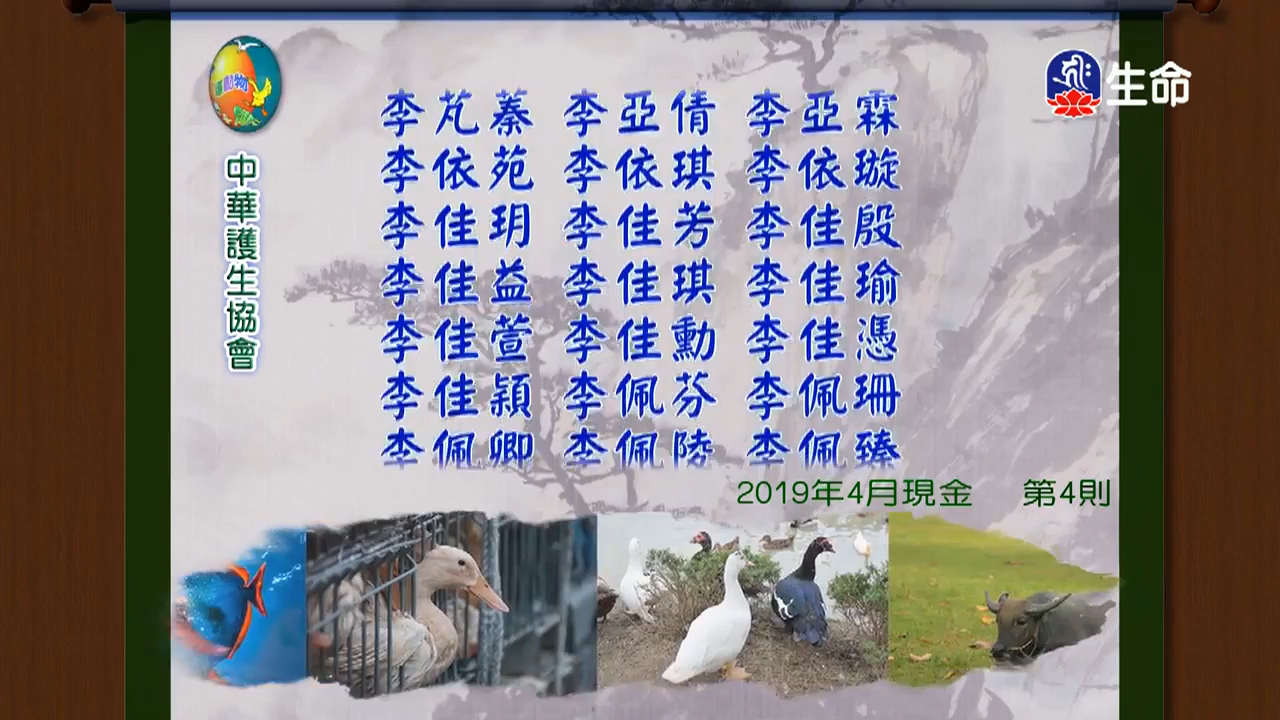 護動物
生命
中華護生協會
李芃蓁 李亞倩 李亞霖
李依苑 李依琪 李依璇
李佳玥 李佳芳 李佳殷
李佳益 李佳琪 李佳瑜
李佳萱 李佳勳 李佳憑
李佳穎 李佩芬 李佩珊
李佩卿 李佩陵 李佩臻
2019年4月現金 第4則